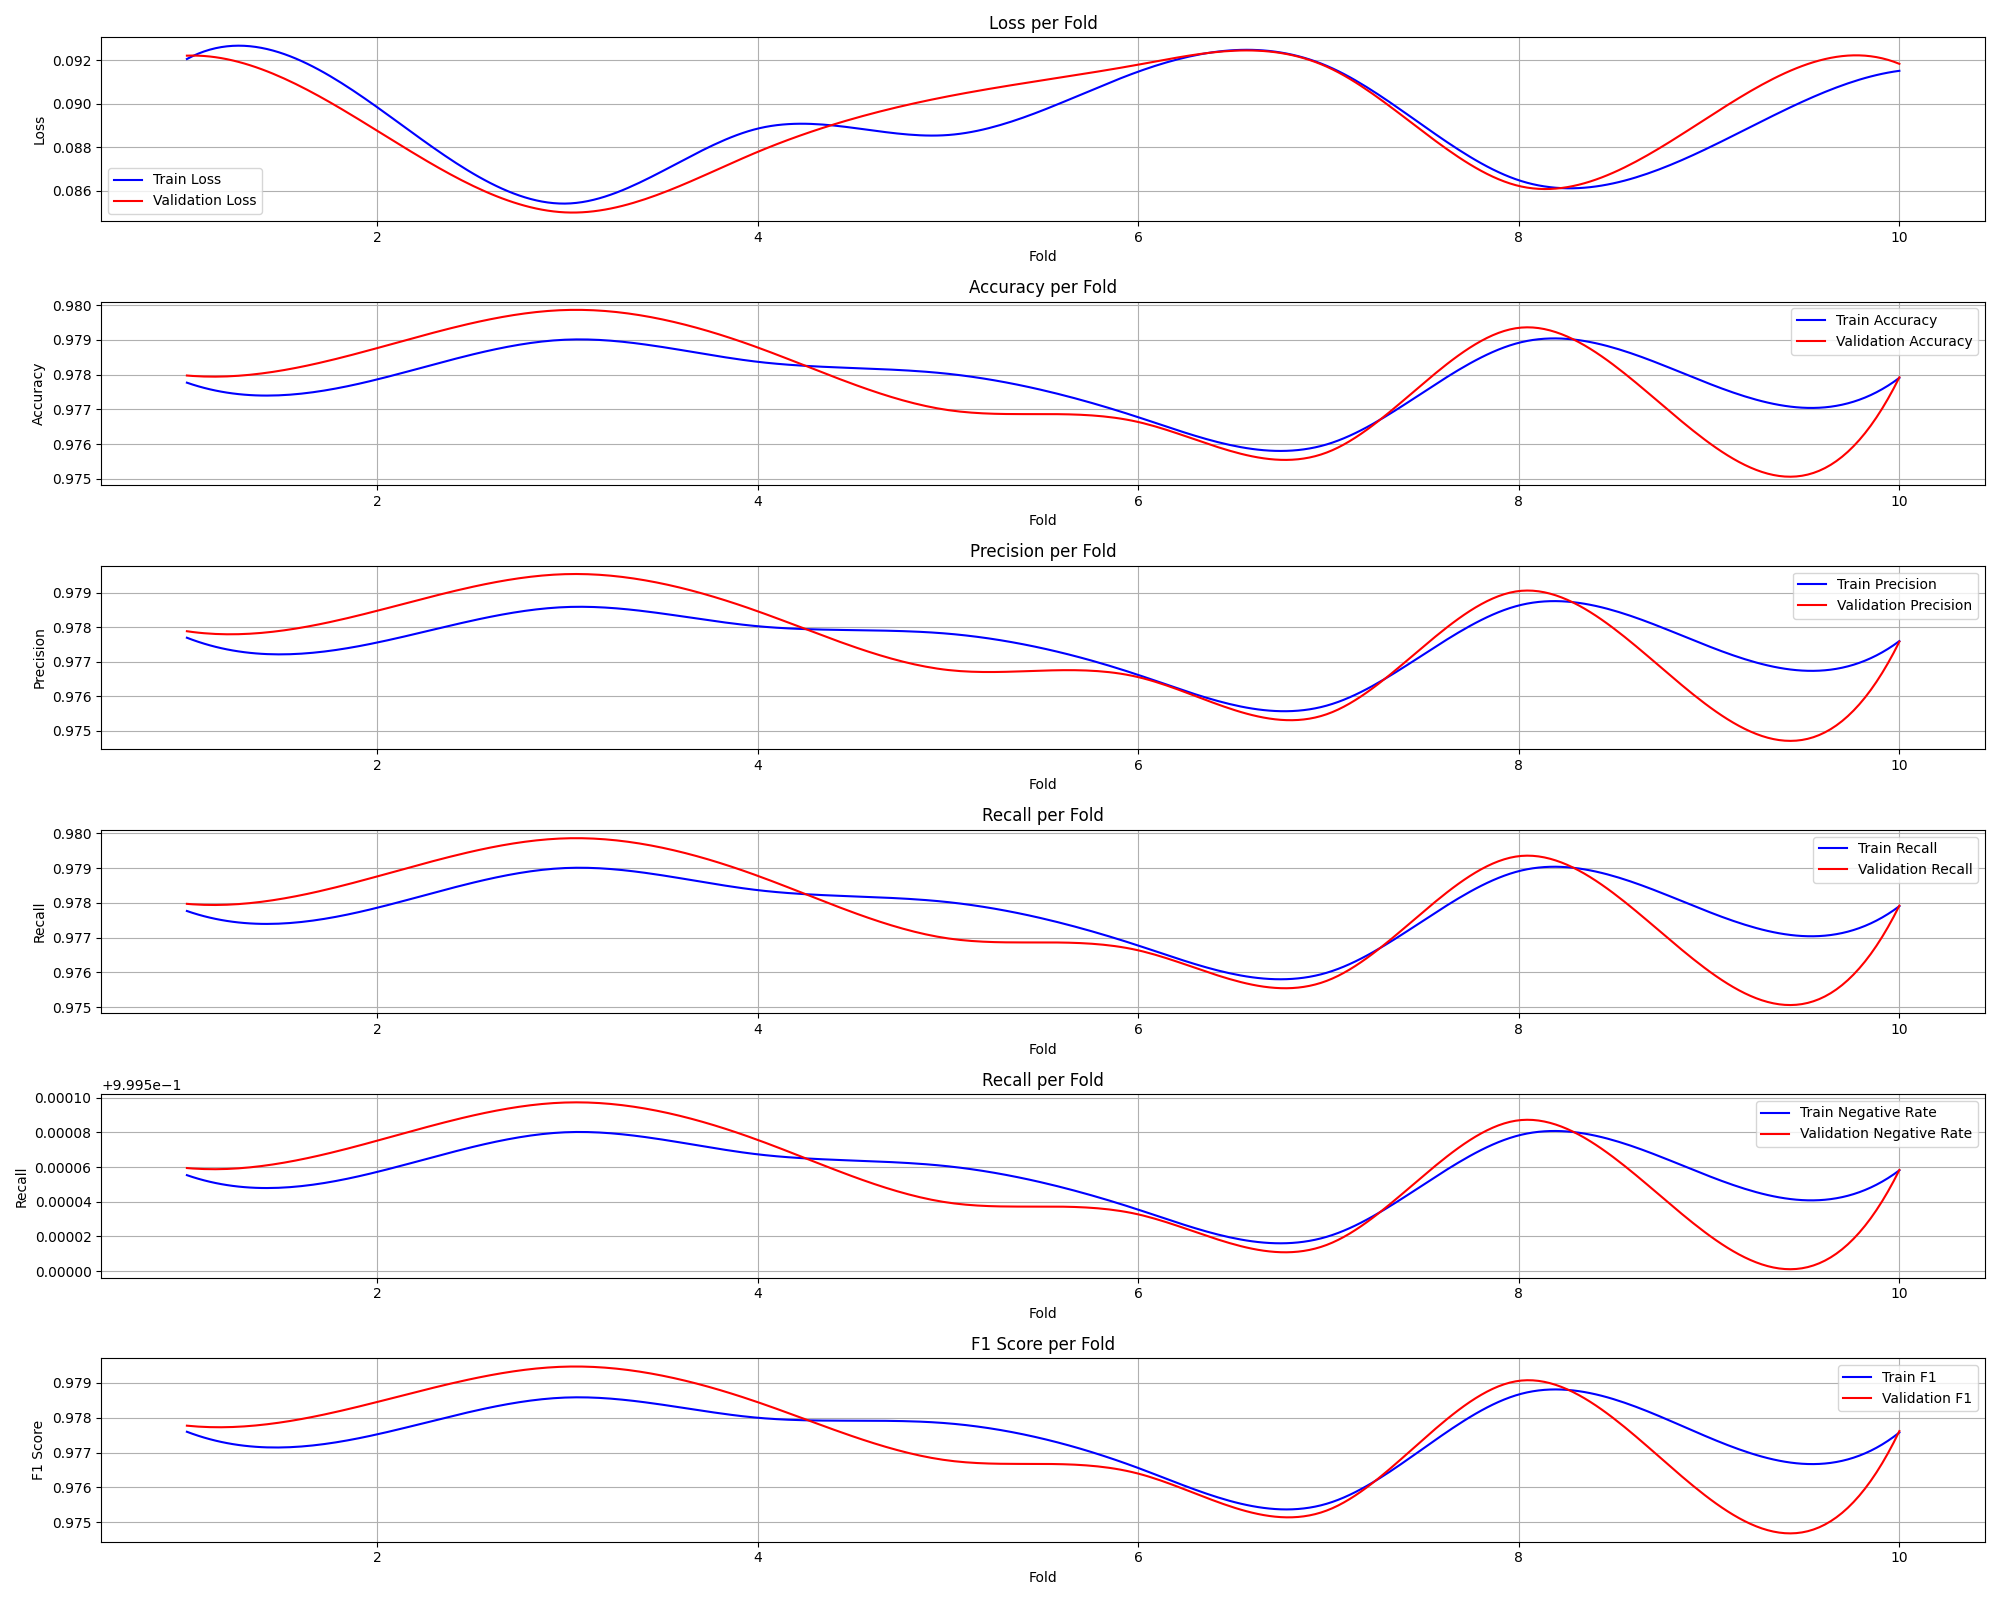 Loss per Fold
0.092
0.090
0.088
0.086
Loss
Train Loss
Validation Loss
2 4 6 8 10
Fold
Accuracy per Fold
0.980
0.979
0.978
0.977
0.976
0.975
Accuracy
Train Accuracy
Validation Accuracy
2 4 6 8 10
Fold
Precision per Fold
0.979
0.978
0.977
0.976
0.975
Precision
Train Precision
Validation Precision
2 4 6 8 10
Fold
Recall per Fold
0.980
0.979
0.978
0.977
0.976
0.975
Recall
Train Recall
Validation Recall
2 4 6 8 10
Fold
Recall per Fold
+9.995e−1
0.00010
0.00008
0.00006
0.00004
0.00002
0.00000
Recall
Train Negative Rate
Validation Negative Rate
2 4 6 8 10
Fold
F1 Score per Fold
0.979
0.978
0.977
0.976
0.975
F1 Score
Train F1
Validation F1
2 4 6 8 10
Fold